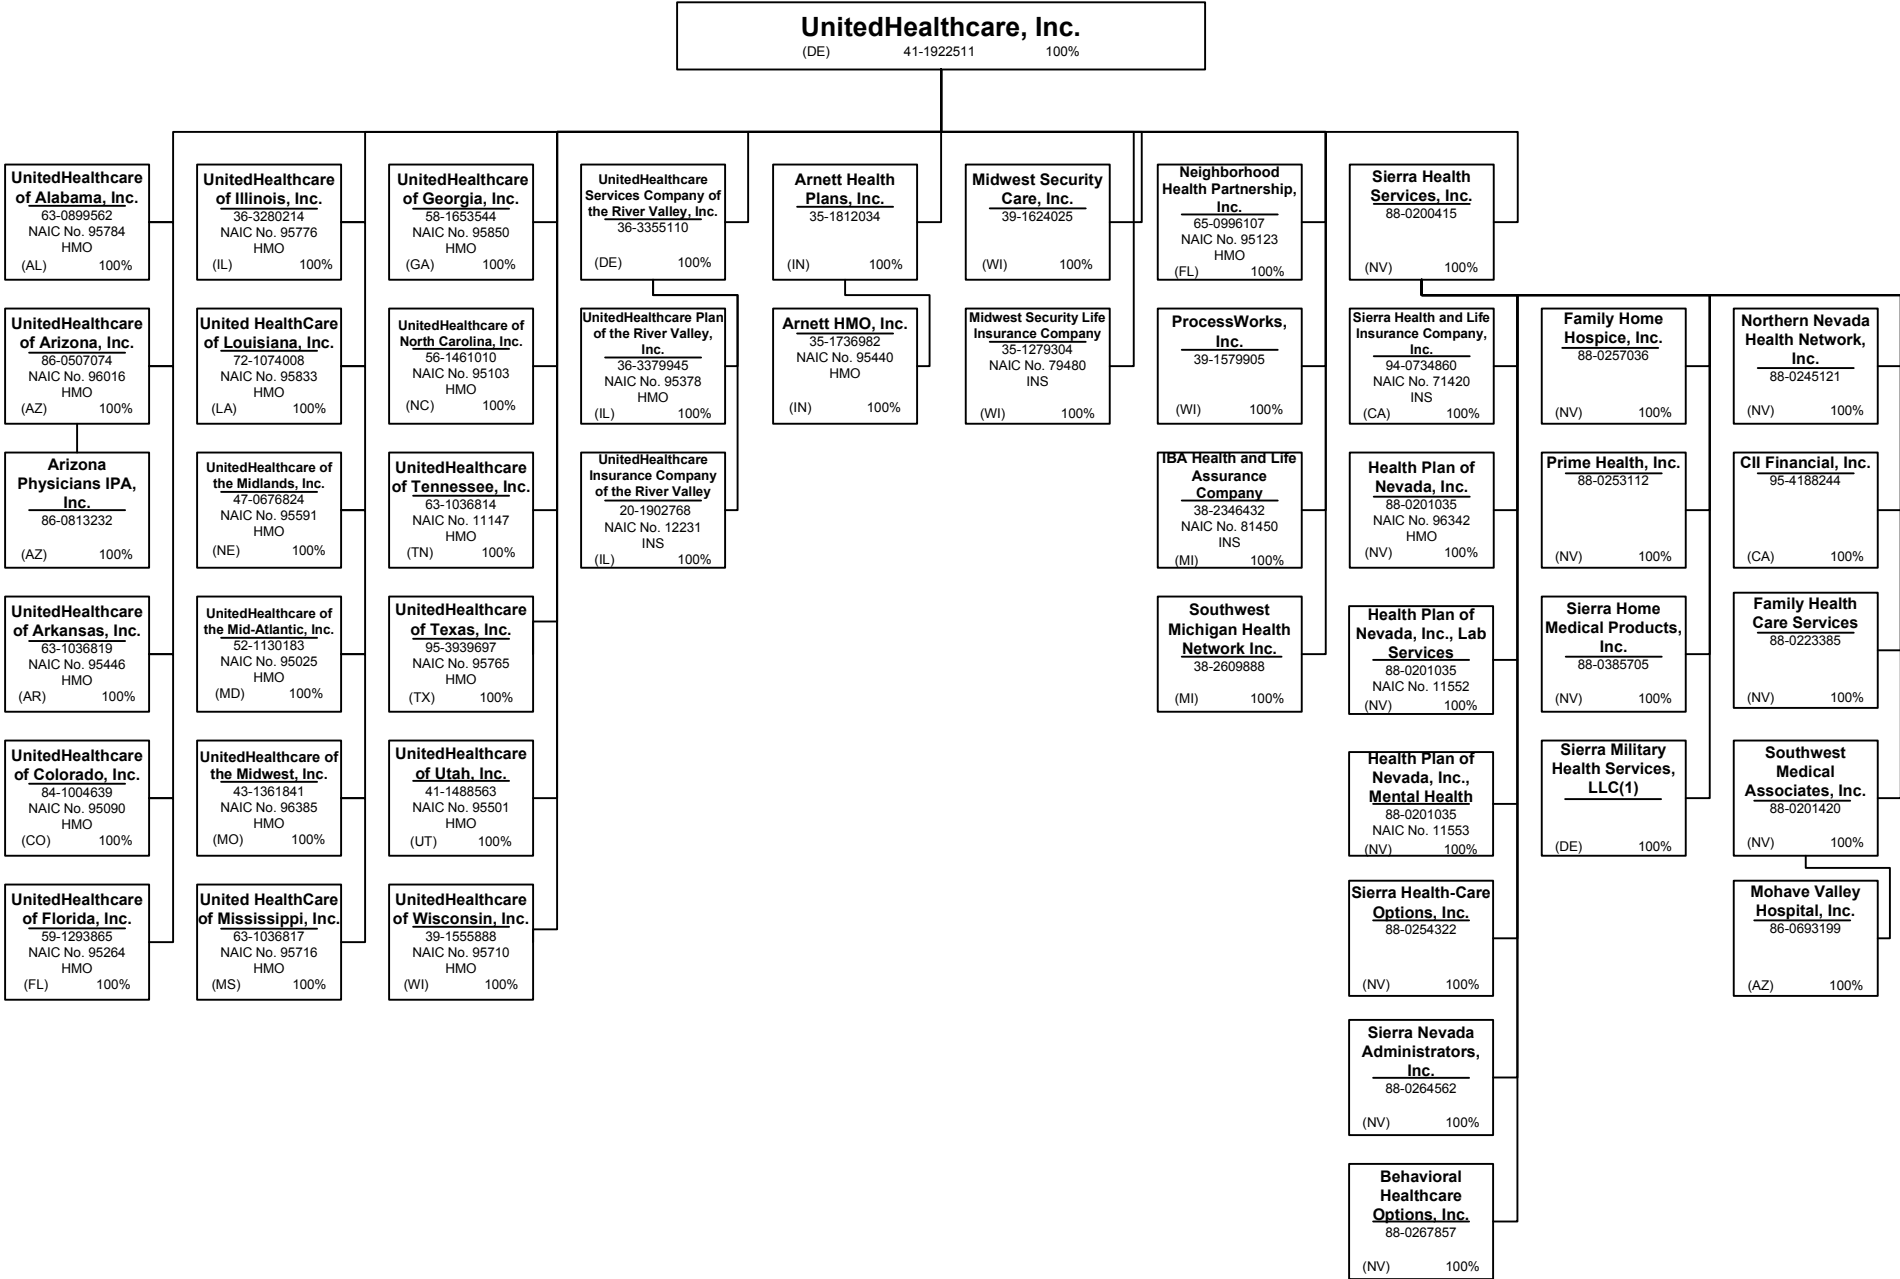 UnitedHealthcare, Inc.
(DE) 41-1922511 100%
UnitedHealthcare
of Alabama, Inc.
63-0899562
NAIC No. 95784
HMO
(AL) 100%
UnitedHealthcare
of Arizona, Inc.
86-0507074
NAIC No. 96016
HMO
(AZ) 100%
Arizona
Physicians IPA,
Inc.
86-0813232
(AZ) 100%
UnitedHealthcare
of Arkansas, Inc.
63-1036819
NAIC No. 95446
HMO
(AR) 100%
UnitedHealthcare
of Colorado, Inc.
84-1004639
NAIC No. 95090
HMO
(CO) 100%
UnitedHealthcare
of Florida, Inc.
59-1293865
NAIC No. 95264
HMO
(FL) 100%
UnitedHealthcare
of Illinois, Inc.
36-3280214
NAIC No. 95776
HMO
(IL) 100%
United HealthCare
of Louisiana, Inc.
72-1074008
NAIC No. 95833
HMO
(LA) 100%
UnitedHealthcare of
the Midlands, Inc.
47-0676824
NAIC No. 95591
HMO
(NE) 100%
UnitedHealthcare of
the Mid-Atlantic, Inc.
52-1130183
NAIC No. 95025
HMO
(MD) 100%
UnitedHealthcare of
the Midwest, Inc.
43-1361841
NAIC No. 96385
HMO
(MO) 100%
United HealthCare
of Mississippi, Inc.
63-1036817
NAIC No. 95716
HMO
(MS) 100%
UnitedHealthcare
of Georgia, Inc.
58-1653544
NAIC No. 95850
HMO
(GA) 100%
UnitedHealthcare of
North Carolina, Inc.
56-1461010
NAIC No. 95103
HMO
(NC) 100%
UnitedHealthcare
of Tennessee, Inc.
63-1036814
NAIC No. 11147
HMO
(TN) 100%
UnitedHealthcare
of Texas, Inc.
95-3939697
NAIC No. 95765
HMO
(TX) 100%
UnitedHealthcare
of Utah, Inc.
41-1488563
NAIC No. 95501
HMO
(UT) 100%
UnitedHealthcare
of Wisconsin, Inc.
39-1555888
NAIC No. 95710
HMO
(WI) 100%
UnitedHealthcare
Services Company of
the River Valley, Inc.
36-3355110
(DE) 100%
UnitedHealthcare Plan
of the River Valley,
Inc.
36-3379945
NAIC No. 95378
HMO
(IL) 100%
UnitedHealthcare
Insurance Company
of the River Valley
20-1902768
NAIC No. 12231
INS
(IL) 100%
Arnett Health
Plans, Inc.
35-1812034
(IN) 100%
Arnett HMO, Inc.
35-1736982
NAIC No. 95440
HMO
(IN) 100%
Midwest Security
Care, Inc.
39-1624025
(WI) 100%
Midwest Security Life
Insurance Company
35-1279304
NAIC No. 79480
INS
(WI) 100%
Neighborhood
Health Partnership,
Inc.
65-0996107
NAIC No. 95123
HMO
(FL) 100%
ProcessWorks,
Inc.
39-1579905
(WI) 100%
IBA Health and Life
Assurance
Company
38-2346432
NAIC No. 81450
INS
(MI) 100%
Southwest
Michigan Health
Network Inc.
38-2609888
(MI) 100%
Sierra Health
Services, Inc.
88-0200415
(NV) 100%
Sierra Health and Life
Insurance Company,
Inc.
94-0734860
NAIC No. 71420
INS
(CA) 100%
Health Plan of
Nevada, Inc.
88-0201035
NAIC No. 96342
HMO
(NV) 100%
Health Plan of
Nevada, Inc., Lab
Services
88-0201035
NAIC No. 11552
(NV) 100%
Health Plan of
Nevada, Inc.,
Mental Health
88-0201035
NAIC No. 11553
(NV) 100%
Sierra Health-Care
Options, Inc.
88-0254322
(NV) 100%
Sierra Nevada
Administrators,
Inc.
88-0264562
(NV) 100%
Behavioral
Healthcare
Options, Inc.
88-0267857
(NV) 100%
Family Home
Hospice, Inc.
88-0257036
(NV) 100%
Prime Health, Inc.
88-0253112
(NV) 100%
Sierra Home
Medical Products,
Inc.
88-0385705
(NV) 100%
Sierra Military
Health Services,
LLC(1)
(DE) 100%
Northern Nevada
Health Network,
Inc.
88-0245121
(NV) 100%
CII Financial, Inc.
95-4188244
(CA) 100%
Family Health
Care Services
88-0223385
(NV) 100%
Southwest
Medical
Associates, Inc.
88-0201420
(NV) 100%
Mohave Valley
Hospital, Inc.
86-0693199
(AZ) 100%